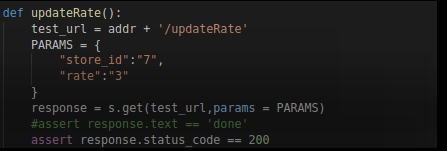 def updateRate():
    test_url = addr + '/updateRate'
    PARAMS = {
        "store_id":"7",
        "rate":"3"
    }
    response = s.get(test_url,params = PARAMS)
    #assert response.text == 'done'
    assert response.status_code == 200